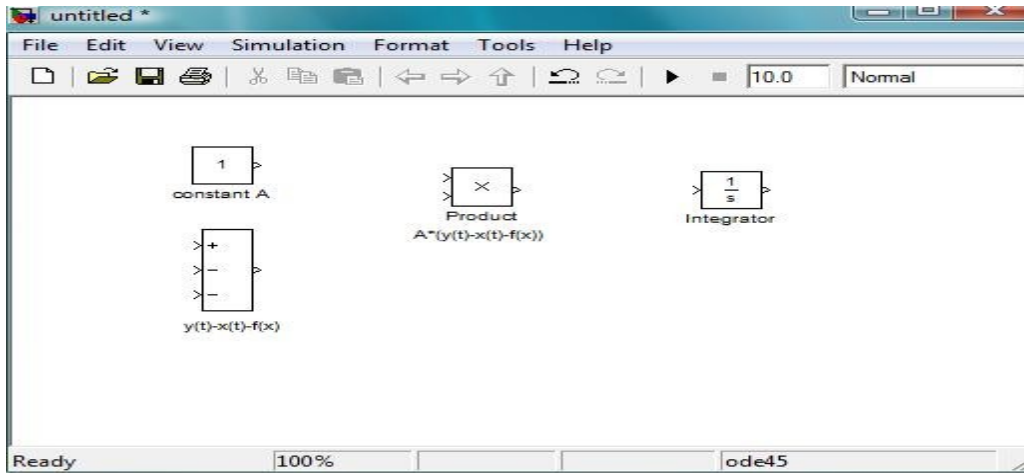 untitled *
File Edit View Simulation Format Tools Help
10.0 Normal
1
constant A
×
Product
A*(y(t)-x(t)-f(x))
1
s
Integrator
+
−
−
y(t)-x(t)-f(x)
Ready 100% ode45